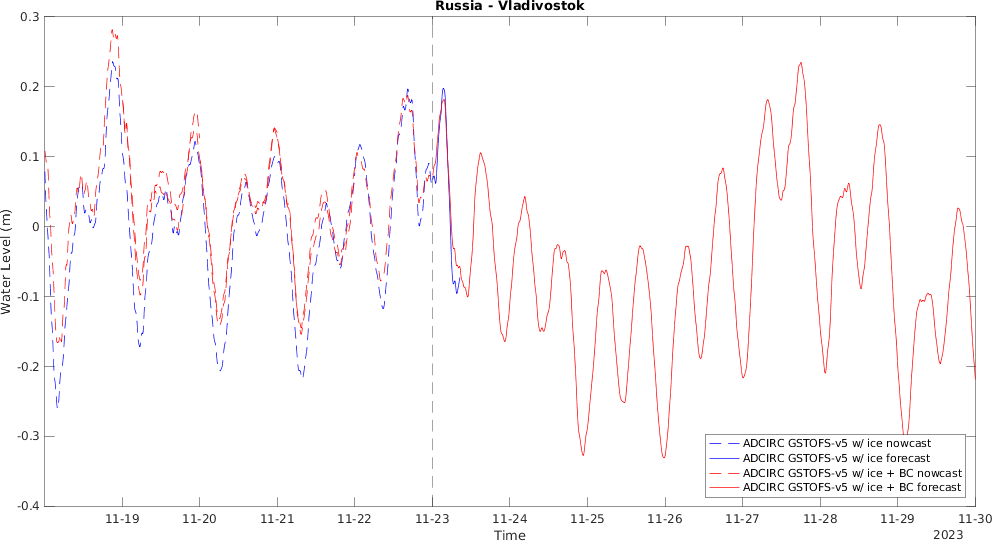 Russia - Vladivostok
0.3
0.2
0.1
0
-0.1
-0.2
-0.3
-0.4
Water Level (m)
ADCIRC GSTOFS-v5 w/ ice nowcast
ADCIRC GSTOFS-v5 w/ ice forecast
ADCIRC GSTOFS-v5 w/ ice + BC nowcast
ADCIRC GSTOFS-v5 w/ ice + BC forecast
11-19 11-20 11-21 11-22 11-23 11-24 11-25 11-26 11-27 11-28 11-29 11-30
Time
2023